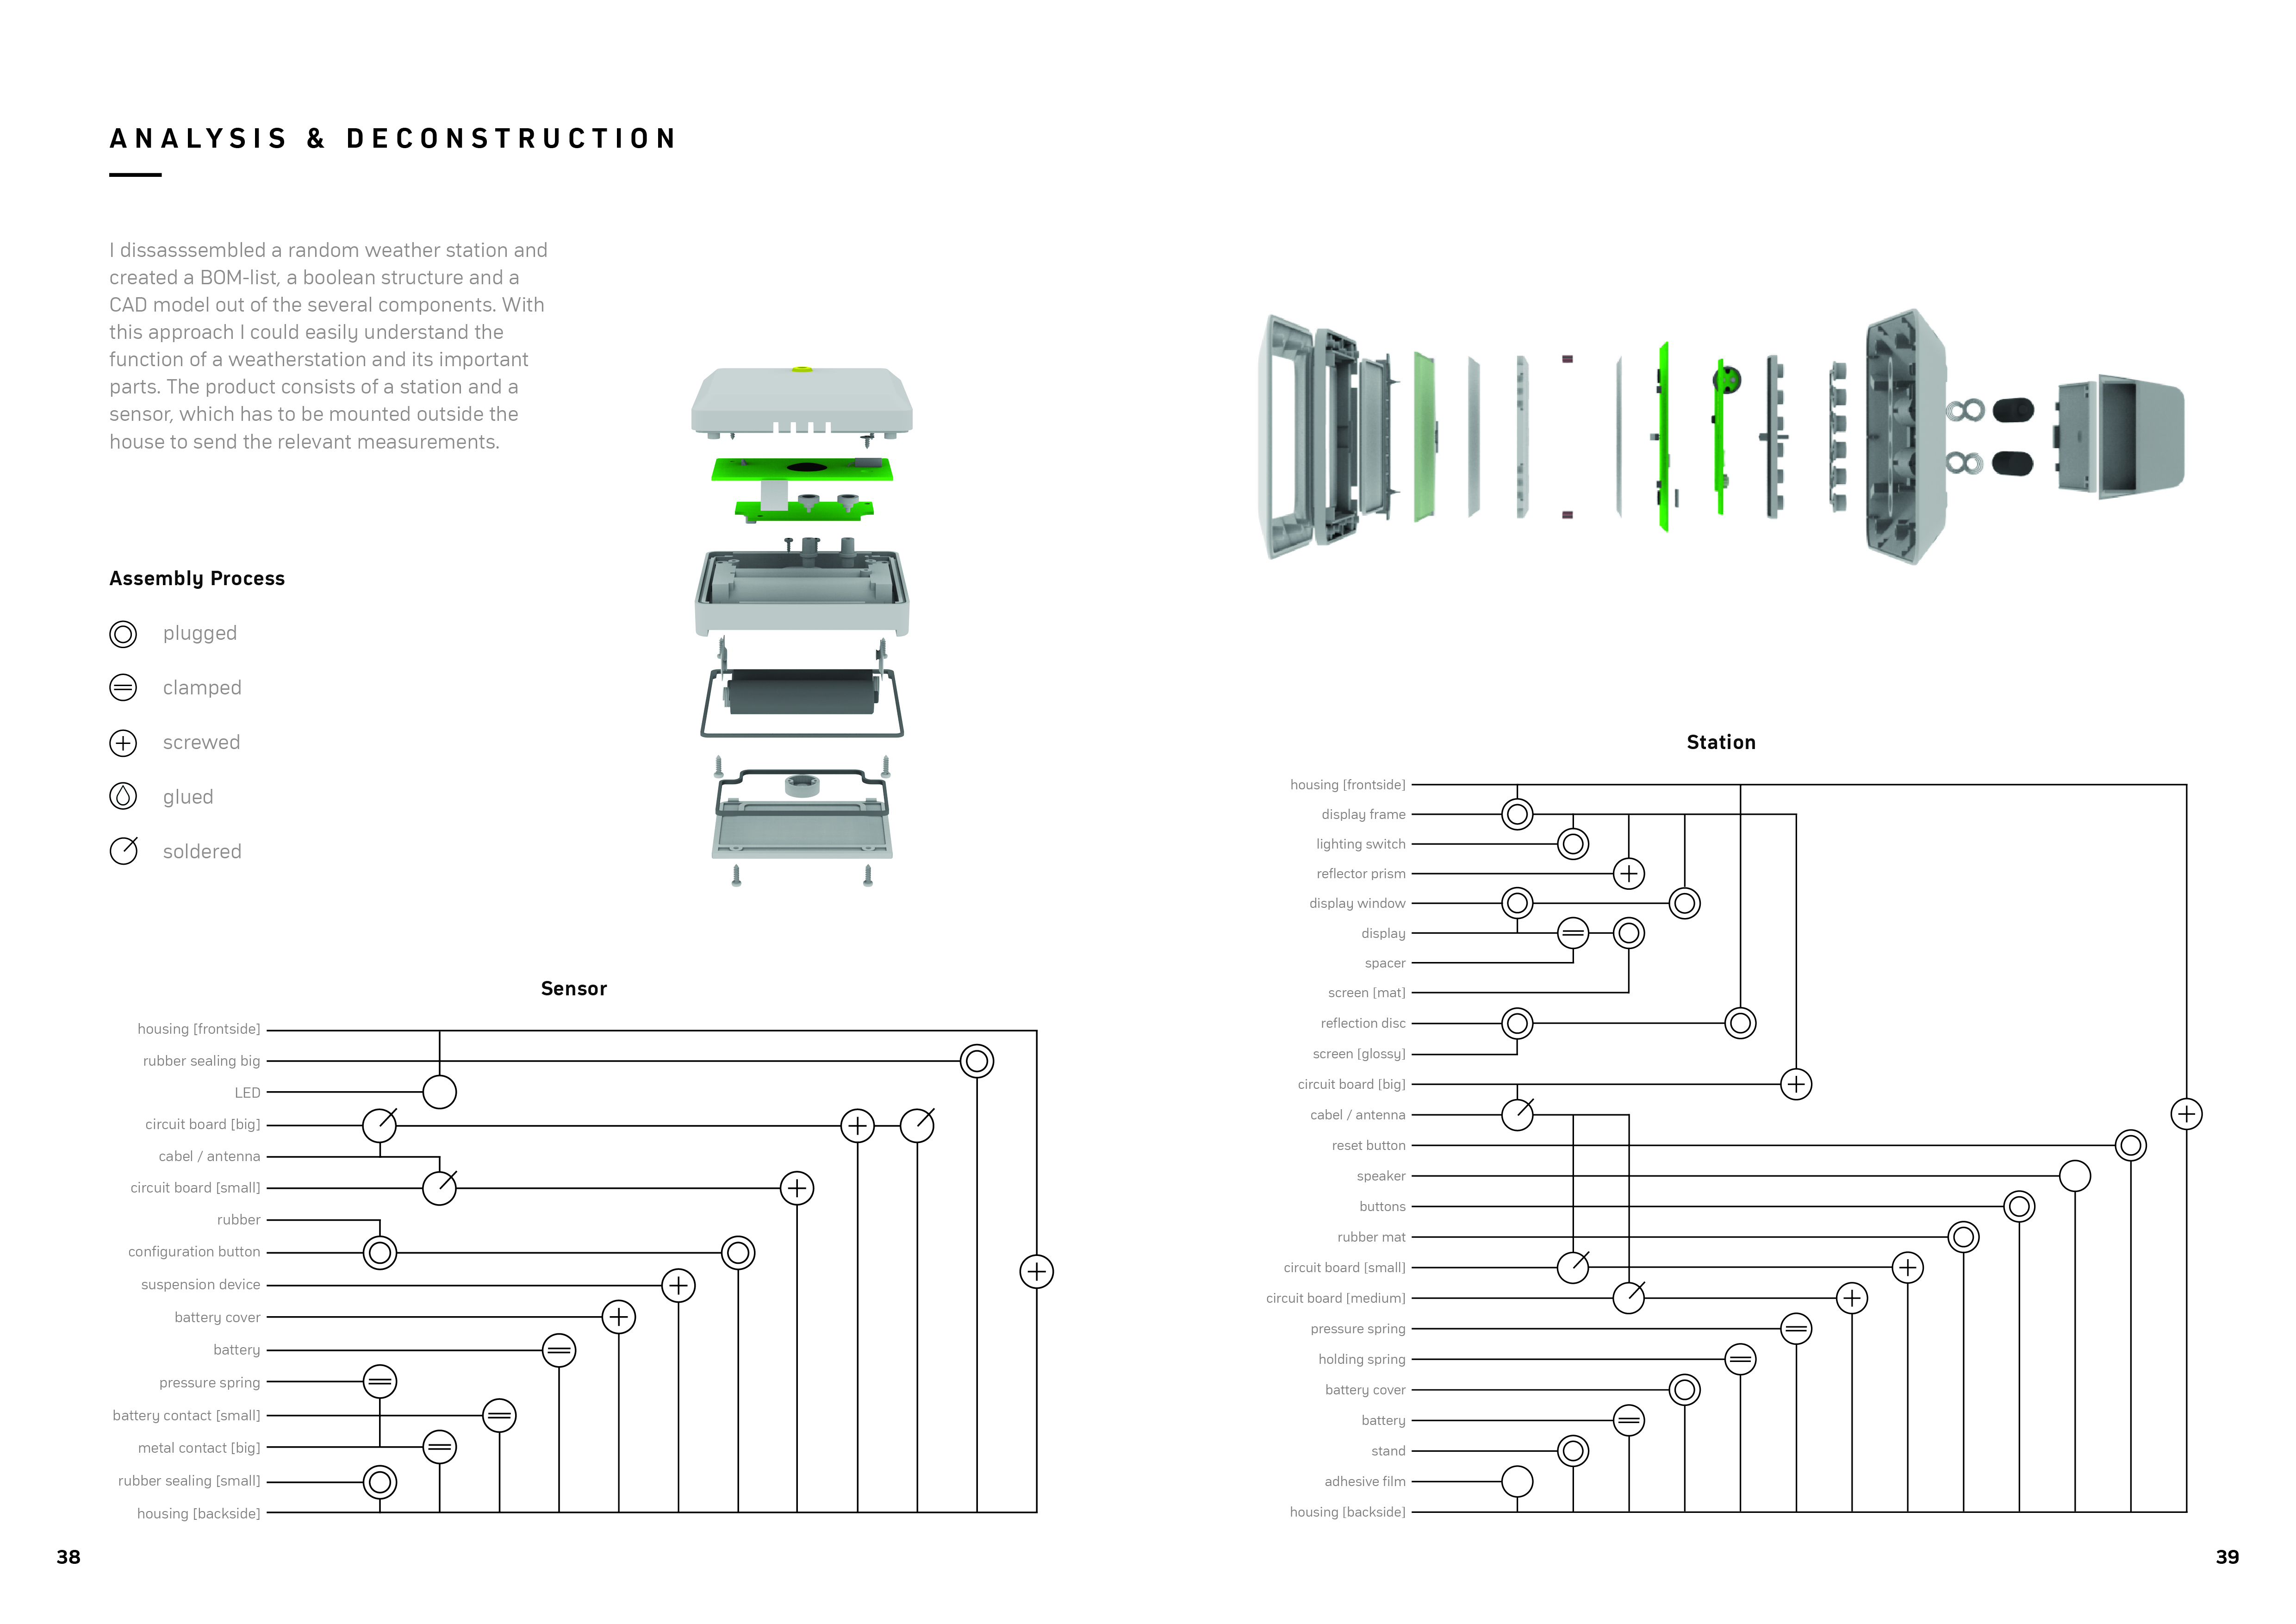 ANALYSIS & DECONSTRUCTION
I dissasssembled a random weather station and
created a BOM-list, a boolean structure and a
CAD model out of the several components. With
this approach I could easily understand the
function of a weatherstation and its important
parts. The product consists of a station and a
sensor, which has to be mounted outside the
house to send the relevant measurements.
Assembly Process
plugged
clamped
screwed
glued
soldered
Sensor
housing [frontside]
rubber sealing big
LED
circuit board [big]
cabel / antenna
circuit board [small]
rubber
configuration button
suspension device
battery cover
battery
pressure spring
battery contact [small]
metal contact [big]
rubber sealing [small]
housing [backside]
38
Station
housing [frontside]
display frame
lighting switch
reflector prism
display window
display
spacer
screen [mat]
reflection disc
screen [glossy]
circuit board [big]
cabel / antenna
reset button
speaker
buttons
rubber mat
circuit board [small]
circuit board [medium]
pressure spring
holding spring
battery cover
battery
stand
adhesive film
housing [backside]
39